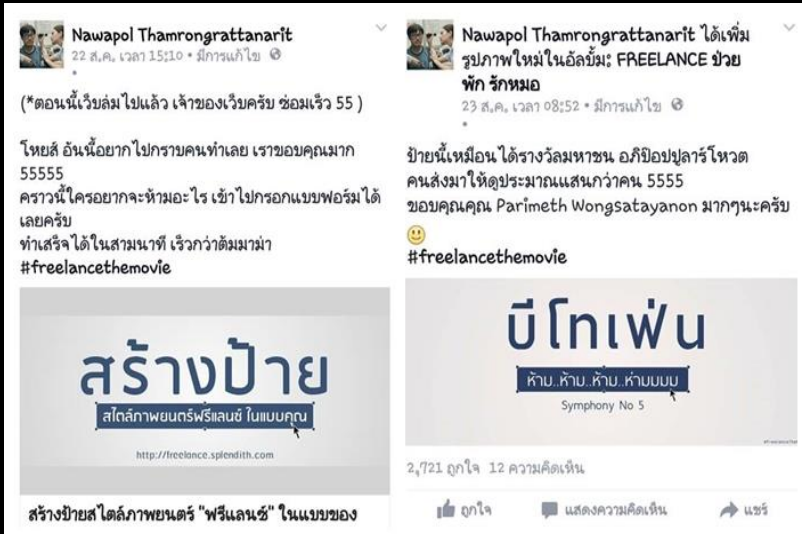 Nawapol Thamrongrattanarit
22 ส.ค. เวลา 15:10 • มีการแก้ไข
(*ตอนนี้เว็บล่มไปแล้ว เจ้าของเว็บครับ ซ่อมเร็ว 55 )
โหยส์ อันนี้อยากไปกราบคนทำเลย เราขอบคุณมาก
55555
คราวนี้ใครอยากจะห้ามอะไร เข้าไปกรอกแบบฟอร์มได้
เลยครับ
ทำเสร็จได้ในสามนาที เร็วกว่าต้มมาม่า
#freelancethemovie
สร้างป้าย
สไตล์ภาพยนตร์ฟรีแลนซ์ ในแบบคุณ
http://freelance.splendith.com
สร้างป้ายสไตล์ภาพยนตร์ "ฟรีแลนซ์" ในแบบของ
Nawapol Thamrongrattanarit ได้เพิ่ม
รูปภาพใหม่ในอัลบั้ม: FREELANCE ป่วย
พัก รักหมอ
23 ส.ค. เวลา 08:52 • มีการแก้ไข
ป้ายนี้เหมือนได้รางวัลมหาชน อภิป๊อปปูลาร์โหวต
คนส่งมาให้ดูประมาณแสนกว่าคน 5555
ขอบคุณคุณ Parimeth Wongsatayanon มากๆนะครับ
#freelancethemovie
บีโทเฟ่น
ห้าม..ห้าม..ห้าม..ห่ามมมม
Symphony No 5
2,721 ถูกใจ 12 ความคิดเห็น
ถูกใจ แสดงความคิดเห็น แชร์